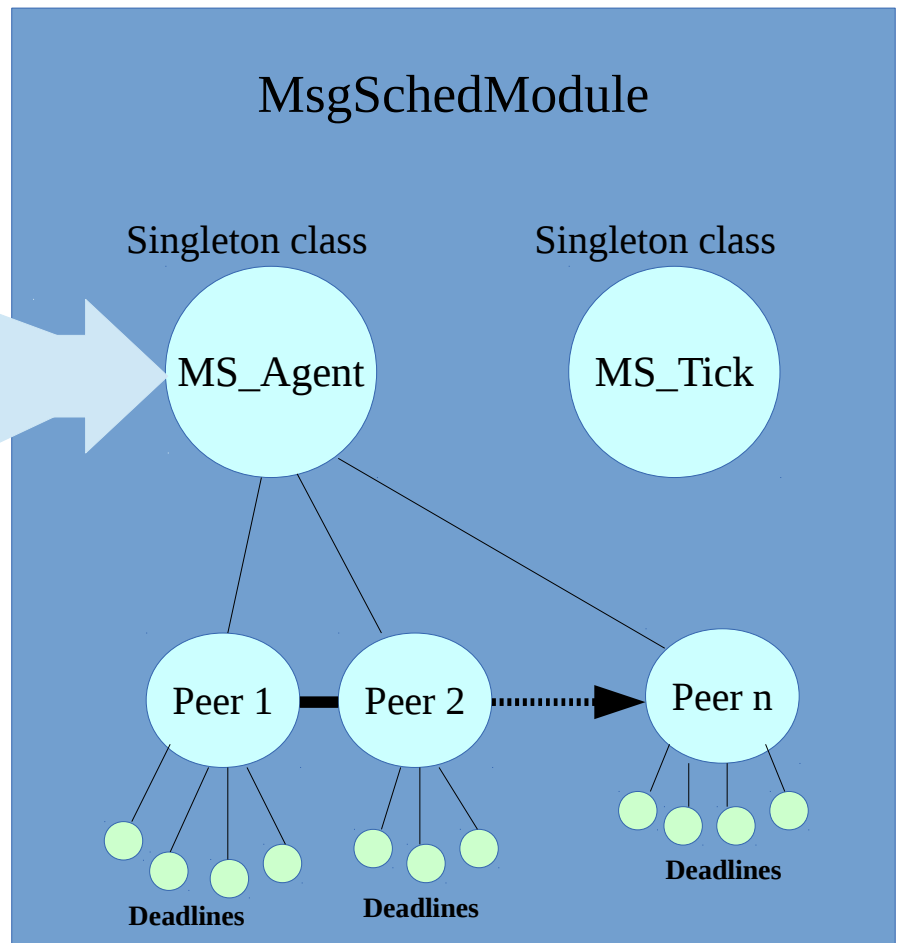 MsgSchedModule
Singleton class
Singleton class
MS_Agent
MS_Tick
Peer 1
Peer 2
Peer n
Deadlines
Deadlines
Deadlines